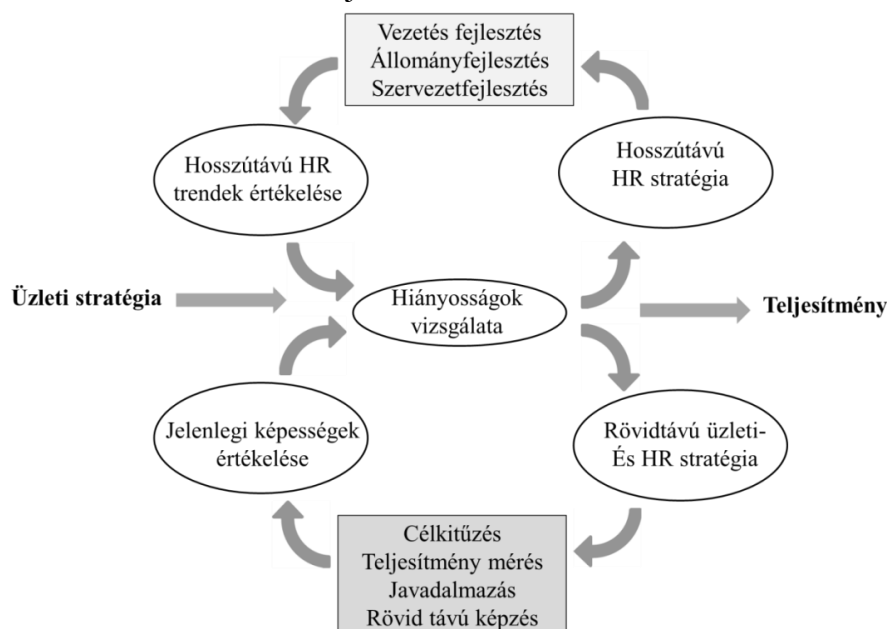 Vezetés fejlesztés
Állományfejlesztés
Szervezetfejlesztés
Hosszútávú HR
trendek értékelése
Hosszútávú
HR stratégia
Üzleti stratégia
Hiányosságok
vizsgálata
Teljesítmény
Jelenlegi képességek
értékelése
Rövidtávú üzleti-
És HR stratégia
Célkitűzés
Teljesítmény mérés
Javadalmazás
Rövid távú képzés